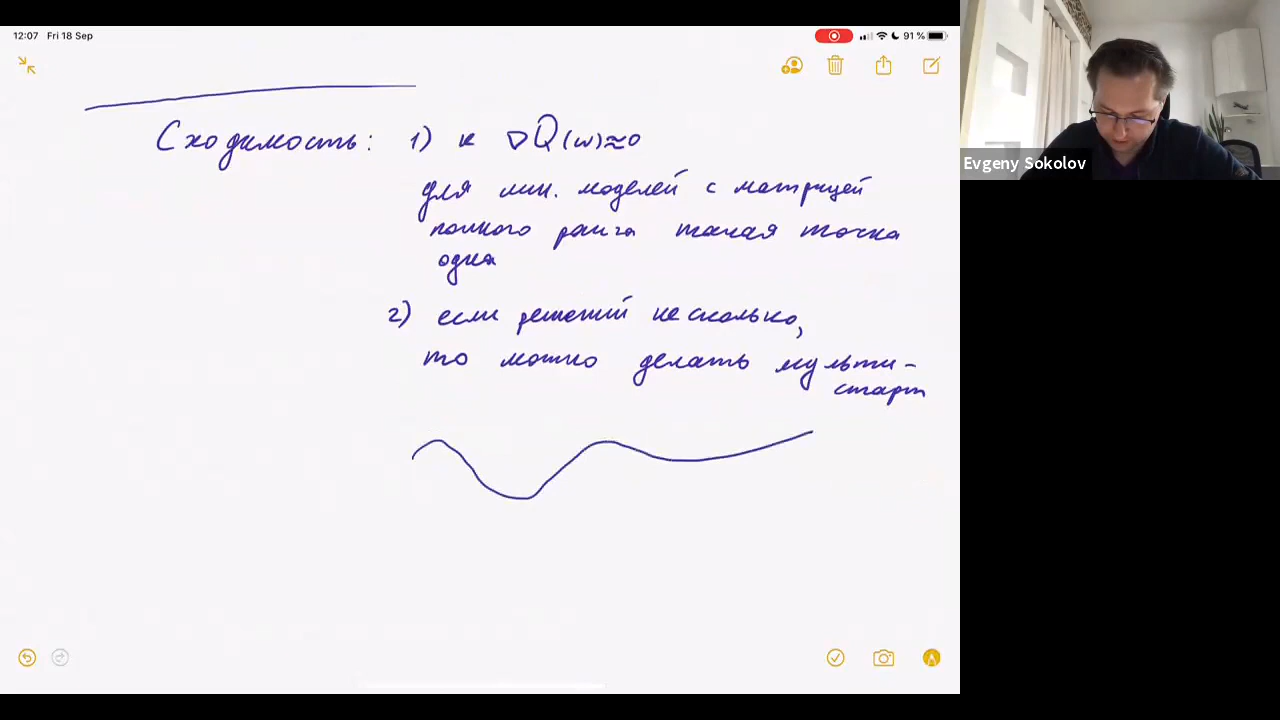 12:07 Fri 18 Sep
91 %
Evgeny Sokolov
Сходимость: 1) к ∇Q(w)≈0
для лин. моделей с матрицей
полного ранга такая точка
одна
2) если решений несколько,
то можно делать мульти-
старт